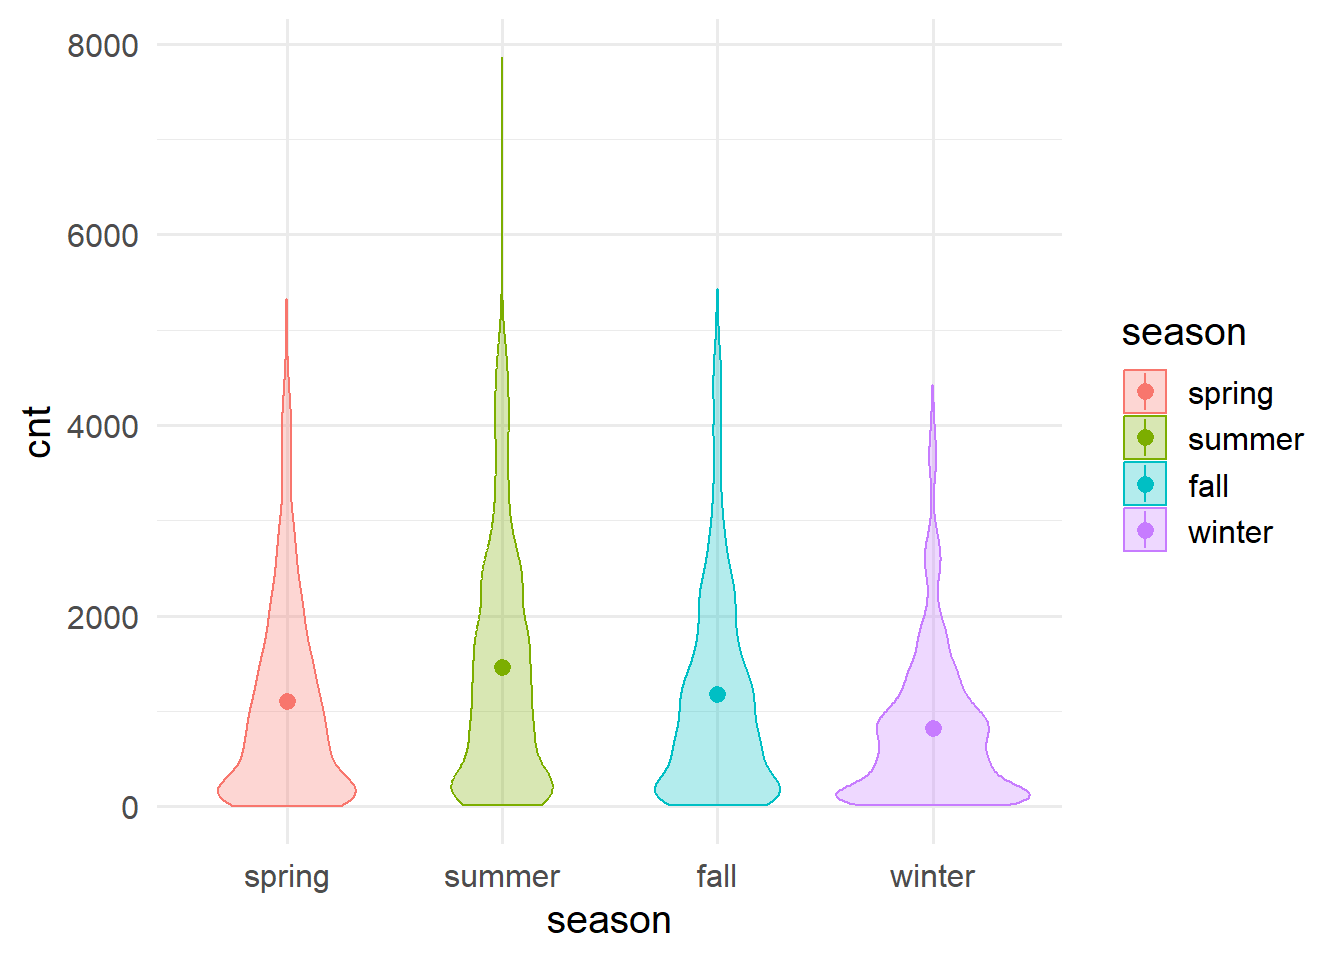 8000
6000
4000
2000
0
cnt
spring
summer
fall
winter
season
season
spring
summer
fall
winter